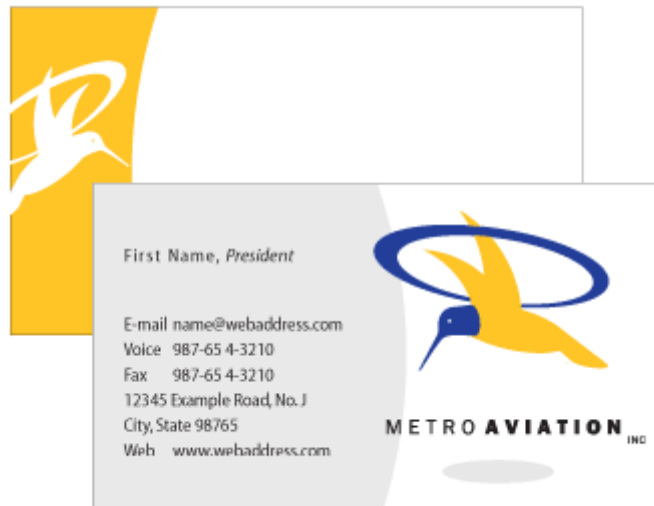 First Name, President
E-mail name@webaddress.com
Voice 987-65 4-3210
Fax 987-65 4-3210
12345 Example Road, No. J
City, State 98765
Web www.webaddress.com
METRO AVIATION INC